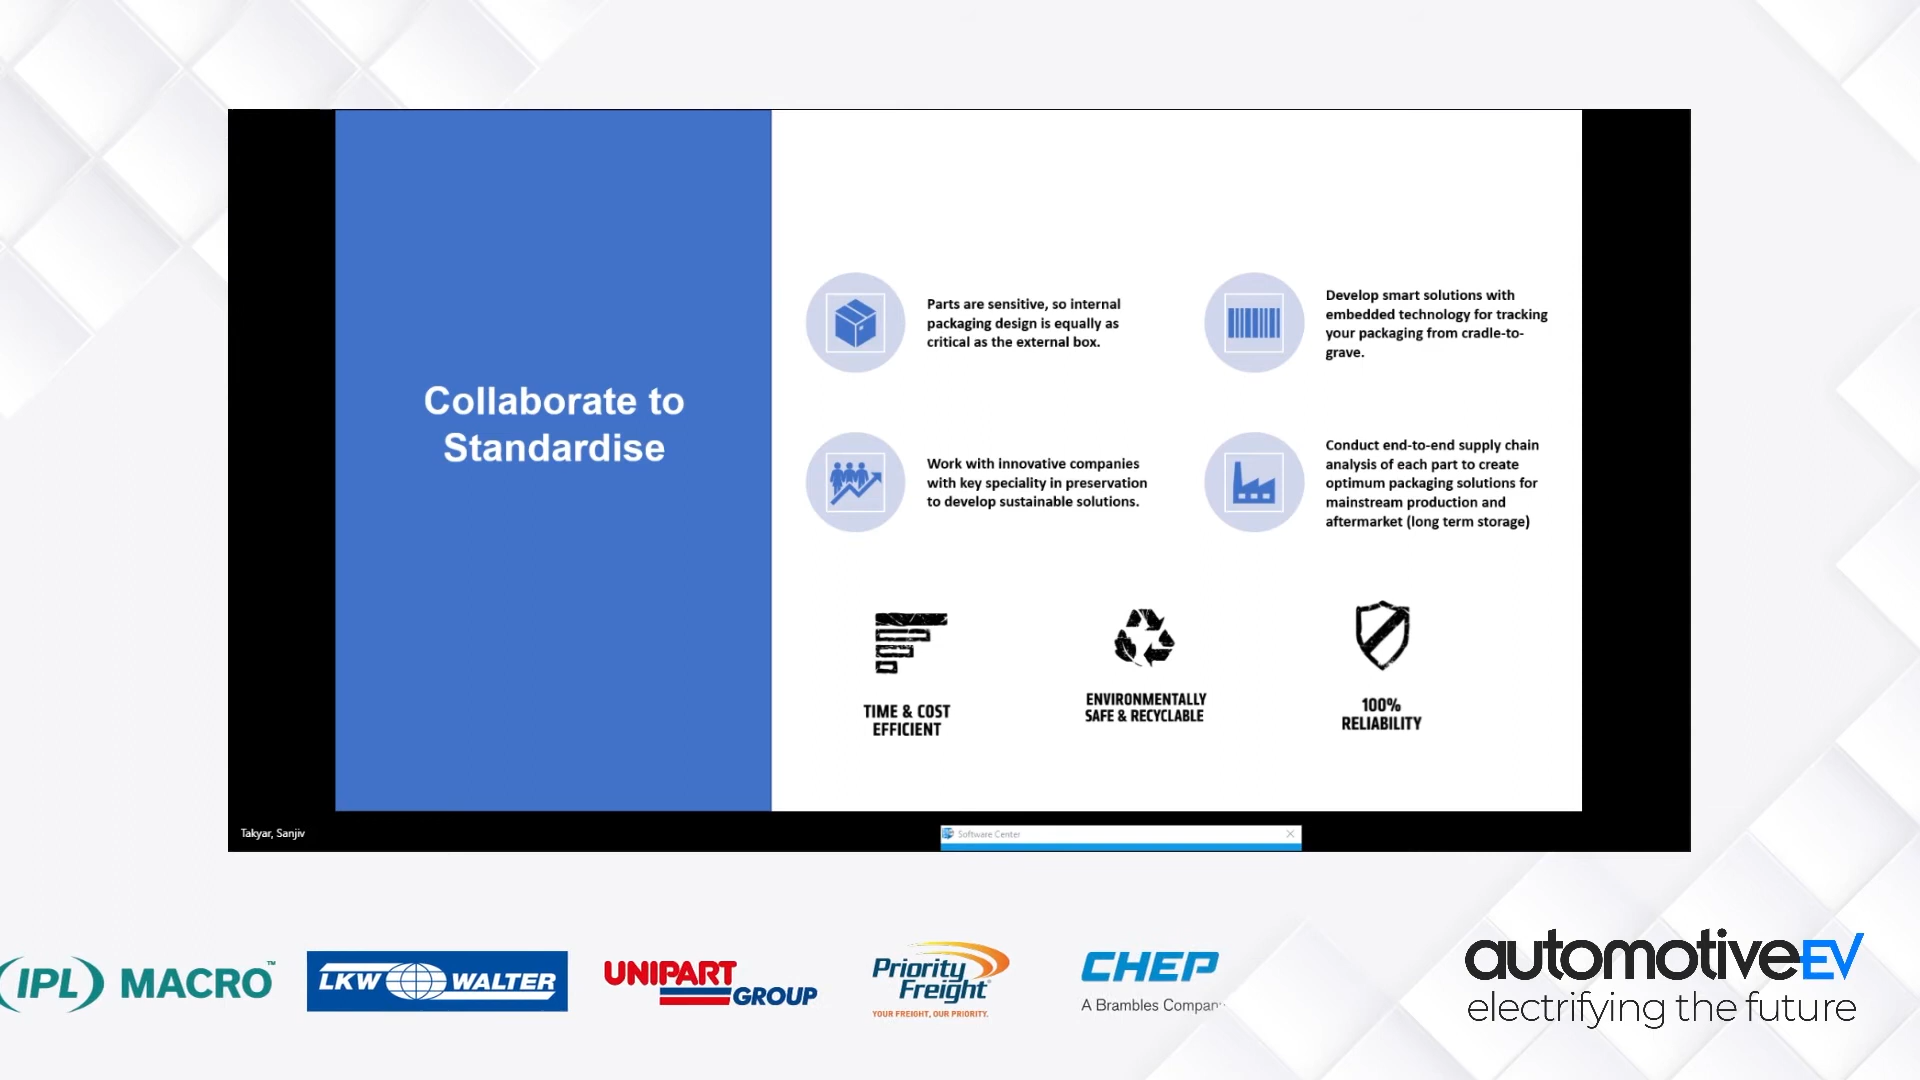 Collaborate to
Standardise
Parts are sensitive, so internal
packaging design is equally as
critical as the external box.
Develop smart solutions with
embedded technology for tracking
your packaging from cradle-to-
grave.
Work with innovative companies
with key speciality in preservation
to develop sustainable solutions.
Conduct end-to-end supply chain
analysis of each part to create
optimum packaging solutions for
mainstream production and
aftermarket (long term storage)
TIME & COST
EFFICIENT
ENVIRONMENTALLY
SAFE & RECYCLABLE
100%
RELIABILITY
Takyar, Sanjiv
Software Center
(IPL) MACRO™
LKW WALTER
UNIPART
GROUP
Priority
Freight
YOUR FREIGHT, OUR PRIORITY.
CHEP
A Brambles Company
automotiveEV
electrifying the future